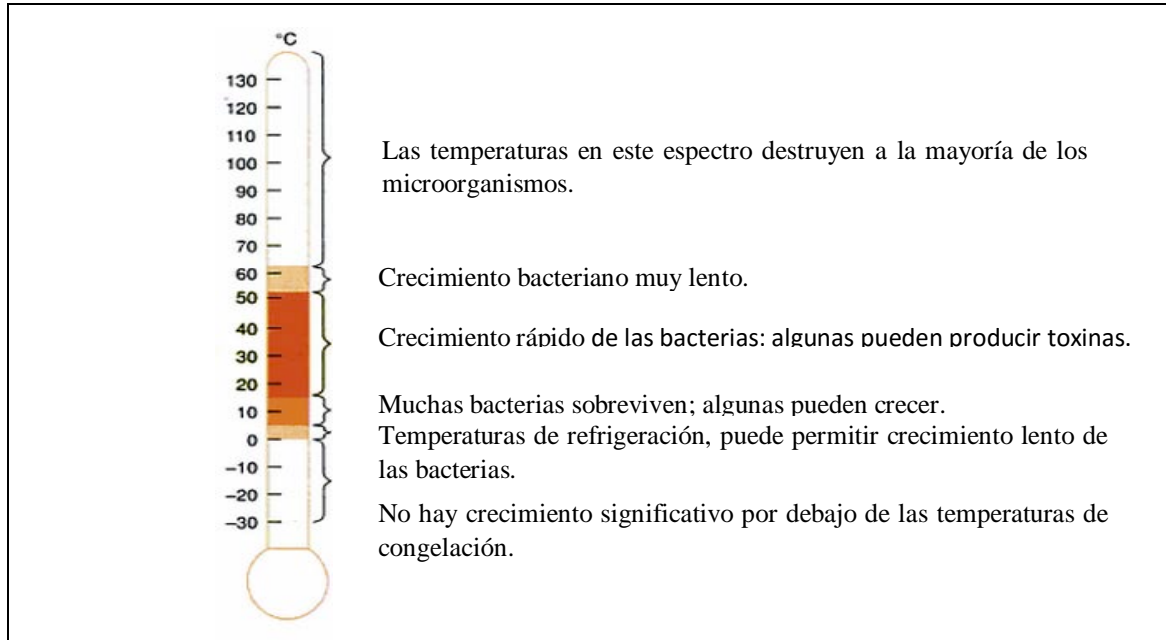 °C
130
120
110
100
90
80
70
60
50
40
30
20
10
0
−10
−20
−30
Las temperaturas en este espectro destruyen a la mayoría de los
microorganismos.
Crecimiento bacteriano muy lento.
Crecimiento rápido de las bacterias: algunas pueden producir toxinas.
Muchas bacterias sobreviven; algunas pueden crecer.
Temperaturas de refrigeración, puede permitir crecimiento lento de
las bacterias.
No hay crecimiento significativo por debajo de las temperaturas de
congelación.